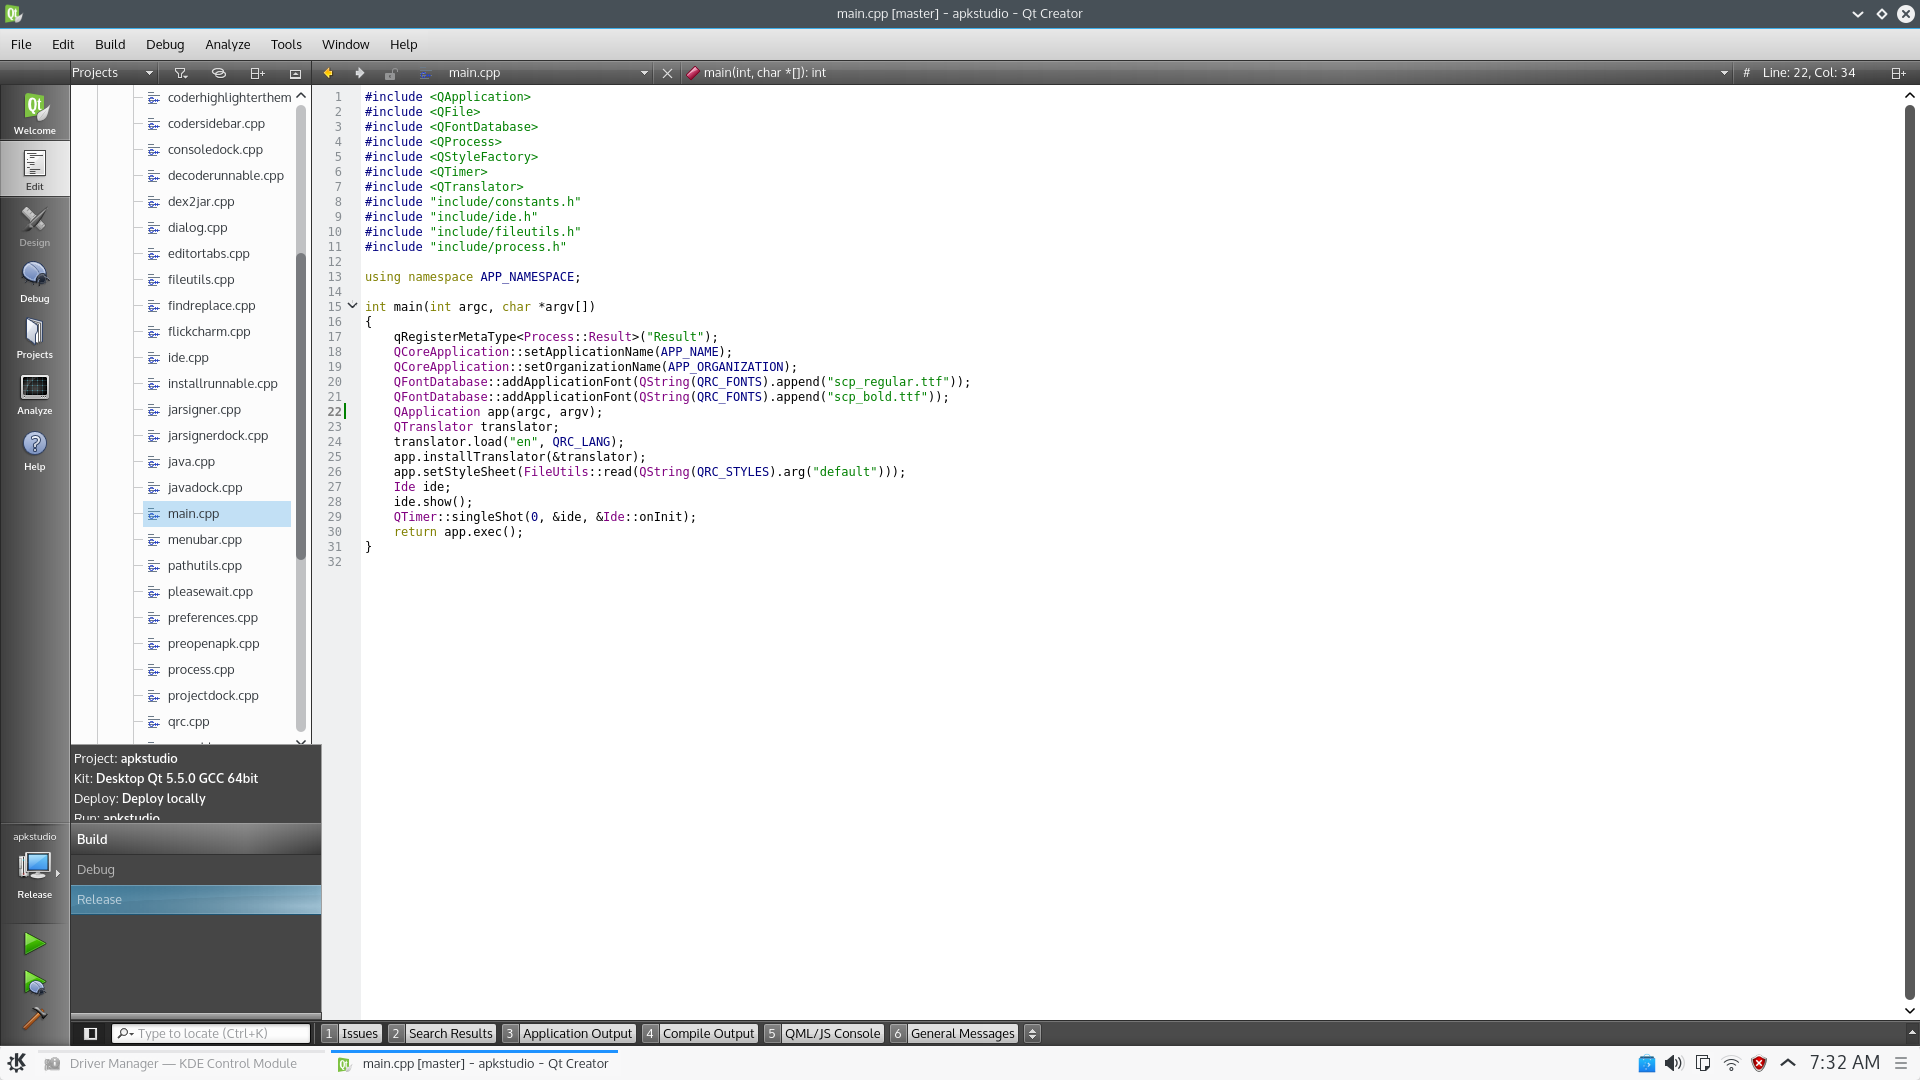 main.cpp [master] - apkstudio - Qt Creator
File Edit Build Debug Analyze Tools Window Help
Projects main.cpp main(int, char *[]): int # Line: 22, Col: 34
Welcome
Edit
Design
Debug
Projects
Analyze
Help
coderhighlighterthem
codersidebar.cpp
consoledock.cpp
decoderunnable.cpp
dex2jar.cpp
dialog.cpp
editortabs.cpp
fileutils.cpp
findreplace.cpp
flickcharm.cpp
ide.cpp
installrunnable.cpp
jarsigner.cpp
jarsignerdock.cpp
java.cpp
javadock.cpp
main.cpp
menubar.cpp
pathutils.cpp
pleasewait.cpp
preferences.cpp
preopenapk.cpp
process.cpp
projectdock.cpp
qrc.cpp
1 #include <QApplication>
2 #include <QFile>
3 #include <QFontDatabase>
4 #include <QProcess>
5 #include <QStyleFactory>
6 #include <QTimer>
7 #include <QTranslator>
8 #include "include/constants.h"
9 #include "include/ide.h"
10 #include "include/fileutils.h"
11 #include "include/process.h"
12
13 using namespace APP_NAMESPACE;
14
15 int main(int argc, char *argv[])
16 {
17     qRegisterMetaType<Process::Result>("Result");
18     QCoreApplication::setApplicationName(APP_NAME);
19     QCoreApplication::setOrganizationName(APP_ORGANIZATION);
20     QFontDatabase::addApplicationFont(QString(QRC_FONTS).append("scp_regular.ttf"));
21     QFontDatabase::addApplicationFont(QString(QRC_FONTS).append("scp_bold.ttf"));
22     QApplication app(argc, argv);
23     QTranslator translator;
24     translator.load("en", QRC_LANG);
25     app.installTranslator(&translator);
26     app.setStyleSheet(FileUtils::read(QString(QRC_STYLES).arg("default")));
27     Ide ide;
28     ide.show();
29     QTimer::singleShot(0, &ide, &Ide::onInit);
30     return app.exec();
31 }
32
Project: apkstudio
Kit: Desktop Qt 5.5.0 GCC 64bit
Deploy: Deploy locally
Run: apkstudio
Build
Debug
Release
apkstudio
Release
Type to locate (Ctrl+K) 1 Issues 2 Search Results 3 Application Output 4 Compile Output 5 QML/JS Console 6 General Messages
Driver Manager — KDE Control Module main.cpp [master] - apkstudio - Qt Creator 7:32 AM